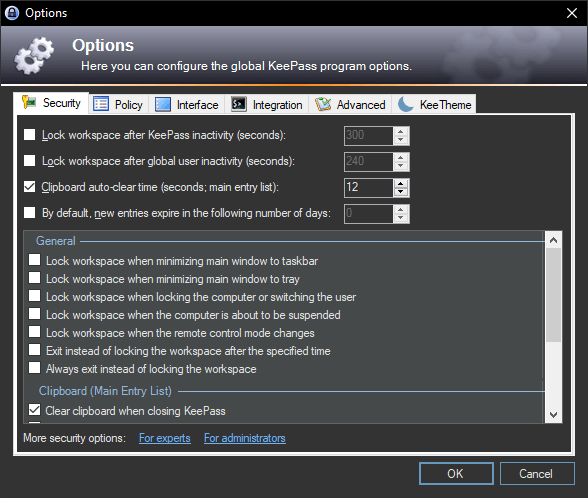 Options
Options
Here you can configure the global KeePass program options.
Security Policy Interface Integration Advanced KeeTheme
Lock workspace after KeePass inactivity (seconds): 300
Lock workspace after global user inactivity (seconds): 240
Clipboard auto-clear time (seconds; main entry list): 12
By default, new entries expire in the following number of days: 0
General
Lock workspace when minimizing main window to taskbar
Lock workspace when minimizing main window to tray
Lock workspace when locking the computer or switching the user
Lock workspace when the computer is about to be suspended
Lock workspace when the remote control mode changes
Exit instead of locking the workspace after the specified time
Always exit instead of locking the workspace
Clipboard (Main Entry List)
Clear clipboard when closing KeePass
More security options: For experts For administrators
OK Cancel